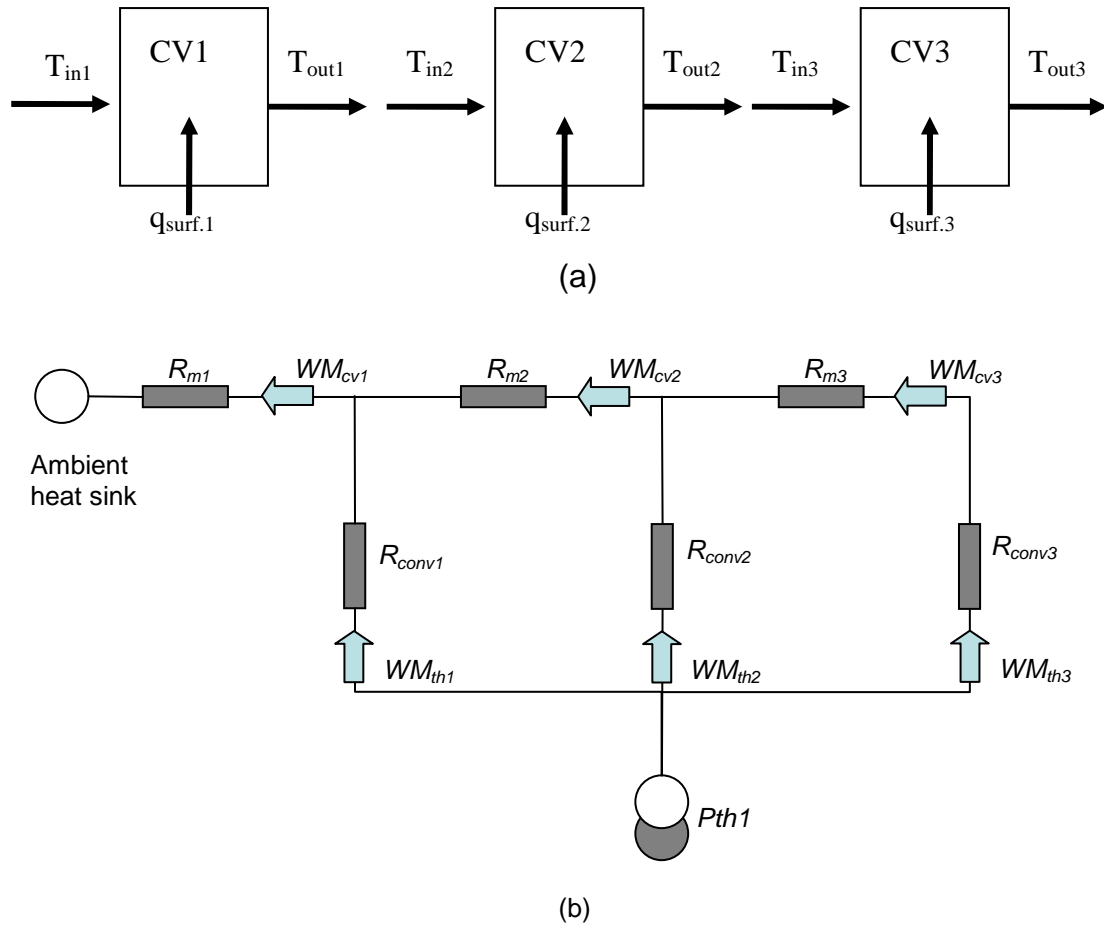 CV1 CV2 CV3
T_in1 T_out1 T_in2 T_out2 T_in3 T_out3
q_surf.1 q_surf.2 q_surf.3
(a)
R_m1 WM_cv1 R_m2 WM_cv2 R_m3 WM_cv3
Ambient
heat sink
R_conv1 R_conv2 R_conv3
WM_th1 WM_th2 WM_th3
Pth1
(b)